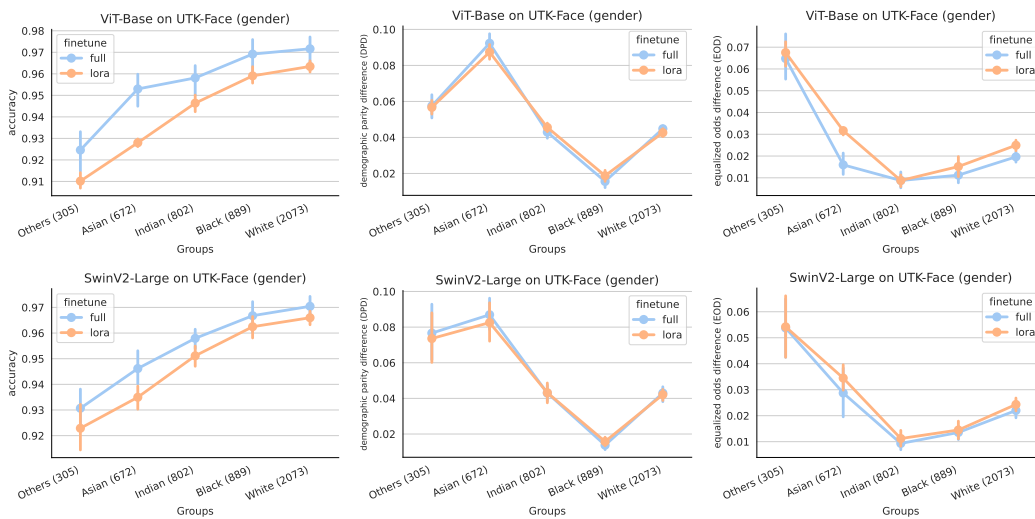 ViT-Base on UTK-Face (gender)
accuracy
0.98
0.97
0.96
0.95
0.94
0.93
0.92
0.91
finetune
full
lora
Others (305)
Asian (672)
Indian (802)
Black (889)
White (2073)
Groups
ViT-Base on UTK-Face (gender)
demographic parity difference (DPD)
0.10
0.08
0.06
0.04
0.02
finetune
full
lora
Others (305)
Asian (672)
Indian (802)
Black (889)
White (2073)
Groups
ViT-Base on UTK-Face (gender)
equalized odds difference (EOD)
0.07
0.06
0.05
0.04
0.03
0.02
0.01
finetune
full
lora
Others (305)
Asian (672)
Indian (802)
Black (889)
White (2073)
Groups
SwinV2-Large on UTK-Face (gender)
accuracy
0.97
0.96
0.95
0.94
0.93
0.92
finetune
full
lora
Others (305)
Asian (672)
Indian (802)
Black (889)
White (2073)
Groups
SwinV2-Large on UTK-Face (gender)
demographic parity difference (DPD)
0.10
0.08
0.06
0.04
0.02
finetune
full
lora
Others (305)
Asian (672)
Indian (802)
Black (889)
White (2073)
Groups
SwinV2-Large on UTK-Face (gender)
equalized odds difference (EOD)
0.06
0.05
0.04
0.03
0.02
0.01
finetune
full
lora
Others (305)
Asian (672)
Indian (802)
Black (889)
White (2073)
Groups